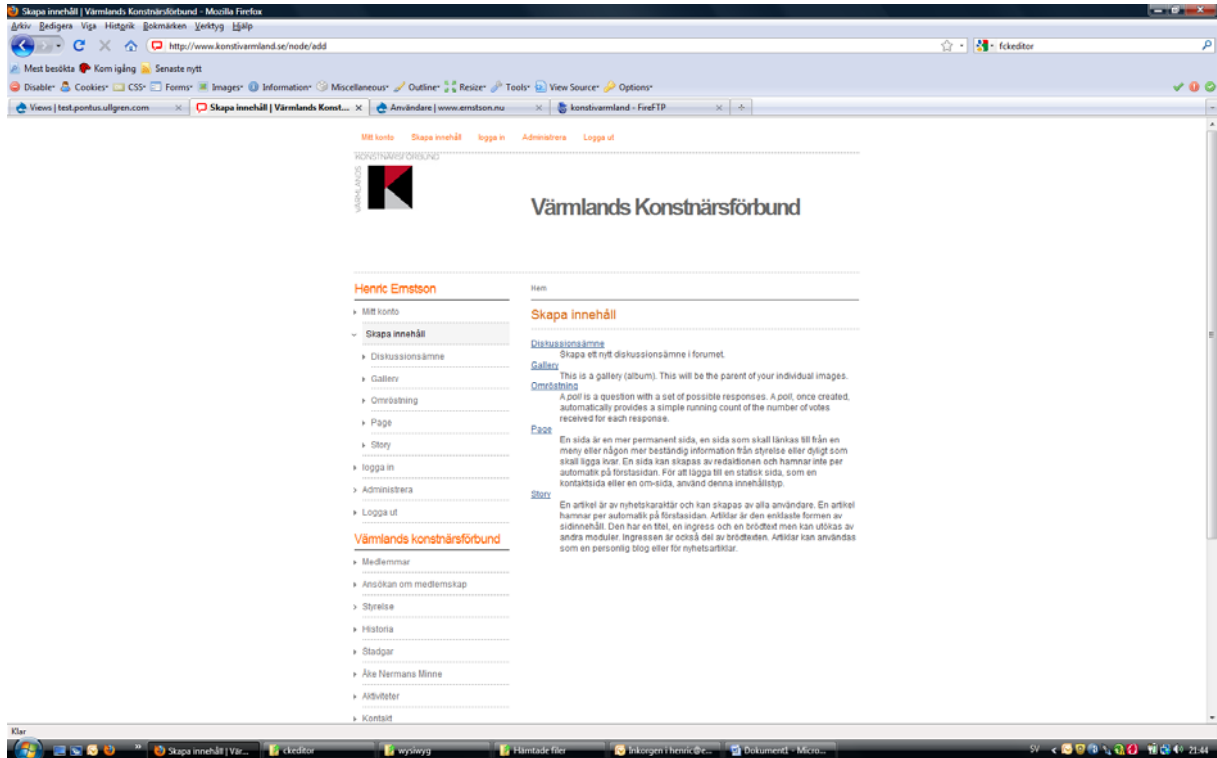 Skapa innehåll | Värmlands Konstnärsförbund - Mozilla Firefox
Arkiv Redigera Visa Historik Bokmärken Verktyg Hjälp
http://www.konstivarmland.se/node/add
fckeditor
Mest besökta Kom igång Senaste nytt
Disable Cookies CSS Forms Images Information Miscellaneous Outline Resize Tools View Source Options
Views | test.pontus.ullgren.com
Skapa innehåll | Värmlands Konst...
Användare | www.ernstson.nu
konstivarmland - FireFTP
Mitt konto Skapa innehåll logga in Administrera Logga ut
KONSTNÄRSFÖRBUND
VÄRMLANDS
Värmlands Konstnärsförbund
Henric Ernstson
Mitt konto
Skapa innehåll
Diskussionsämne
Gallery
Omröstning
Page
Story
logga in
Administrera
Logga ut
Värmlands konstnärsförbund
Medlemmar
Ansökan om medlemskap
Styrelse
Historia
Stadgar
Åke Nermans Minne
Aktiviteter
Kontakt
Hem
Skapa innehåll
Diskussionsämne
Skapa ett nytt diskussionsämne i forumet.
Gallery
This is a gallery (album). This will be the parent of your individual images.
Omröstning
A poll is a question with a set of possible responses. A poll, once created,
automatically provides a simple running count of the number of votes
received for each response.
Page
En sida är en mer permanent sida, en sida som skall länkas till från en
meny eller någon mer beständig information från styrelse eller dyligt som
skall ligga kvar. En sida kan skapas av redaktionen och hamnar inte per
automatik på förstasidan. För att lägga till en statisk sida, som en
kontaktsida eller en om-sida, använd denna innehållstyp.
Story
En artikel är av nyhetskaraktär och kan skapas av alla användare. En artikel
hamnar per automatik på förstasidan. Artiklar är den enklaste formen av
sidinnehåll. Den har en titel, en ingress och en brödtext men kan utökas av
andra moduler. Ingressen är också del av brödtexten. Artiklar kan användas
som en personlig blog eller för nyhetsartiklar.
Klar
Skapa innehåll | Vär...
ckeditor
wysiwyg
Hämtade filer
Inkorgen i henric@e...
Dokument1 - Micro...
SV
21:44